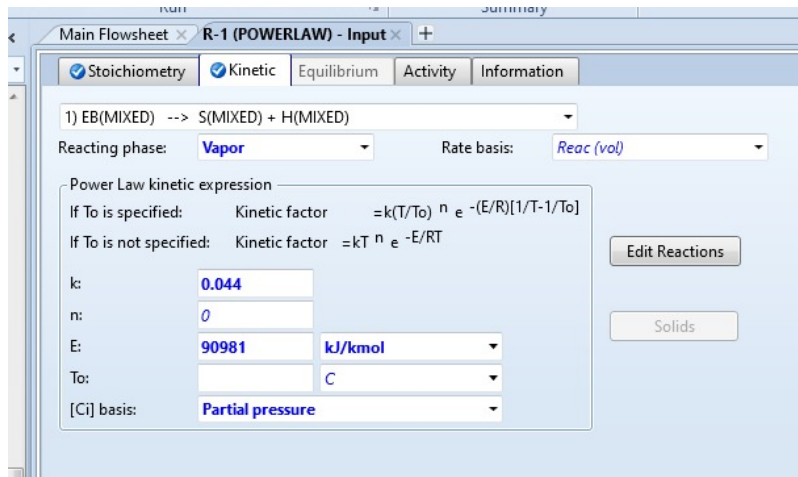 Run Summary
Main Flowsheet × R-1 (POWERLAW) - Input × +
Stoichiometry Kinetic Equilibrium Activity Information
1) EB(MIXED) --> S(MIXED) + H(MIXED)
Reacting phase: Vapor Rate basis: Reac (vol)
Power Law kinetic expression
If To is specified: Kinetic factor =k(T/To) n e -(E/R)[1/T-1/To]
If To is not specified: Kinetic factor =kT n e -E/RT
Edit Reactions
k: 0.044
n: 0
Solids
E: 90981 kJ/kmol
To: C
[Ci] basis: Partial pressure